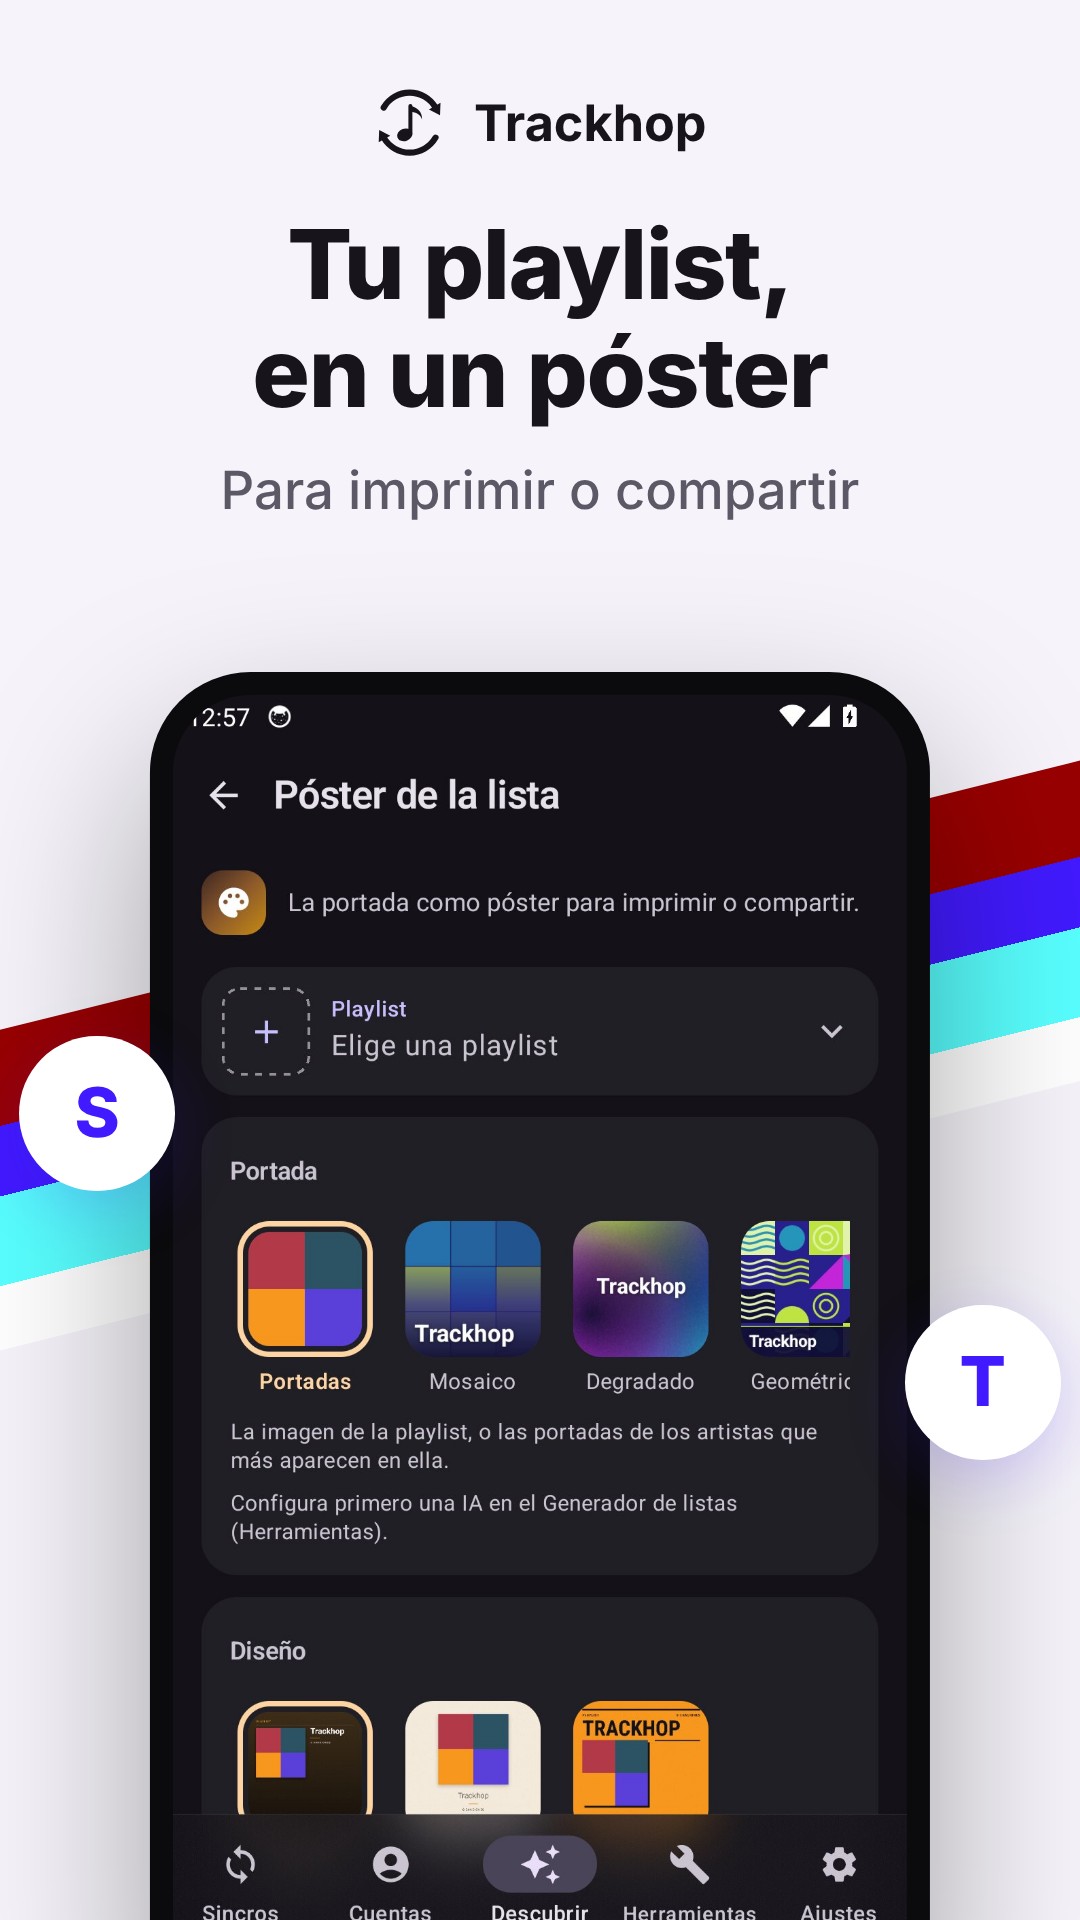 Trackhop
Tu playlist,
en un póster
Para imprimir o compartir
12:57
Póster de la lista
La portada como póster para imprimir o compartir.
Playlist
Elige una playlist
S
Portada
Trackhop
Trackhop
Trackhop
T
Portadas
Mosaico
Degradado
La imagen de la playlist, o las portadas de los artistas que
más aparecen en ella.
Configura primero una IA en el Generador de listas
(Herramientas).
Diseño
Trackhop
Trackhop
TRACKHOP
Sincros
Cuentas
Descubrir
Herramientas
Ajustes